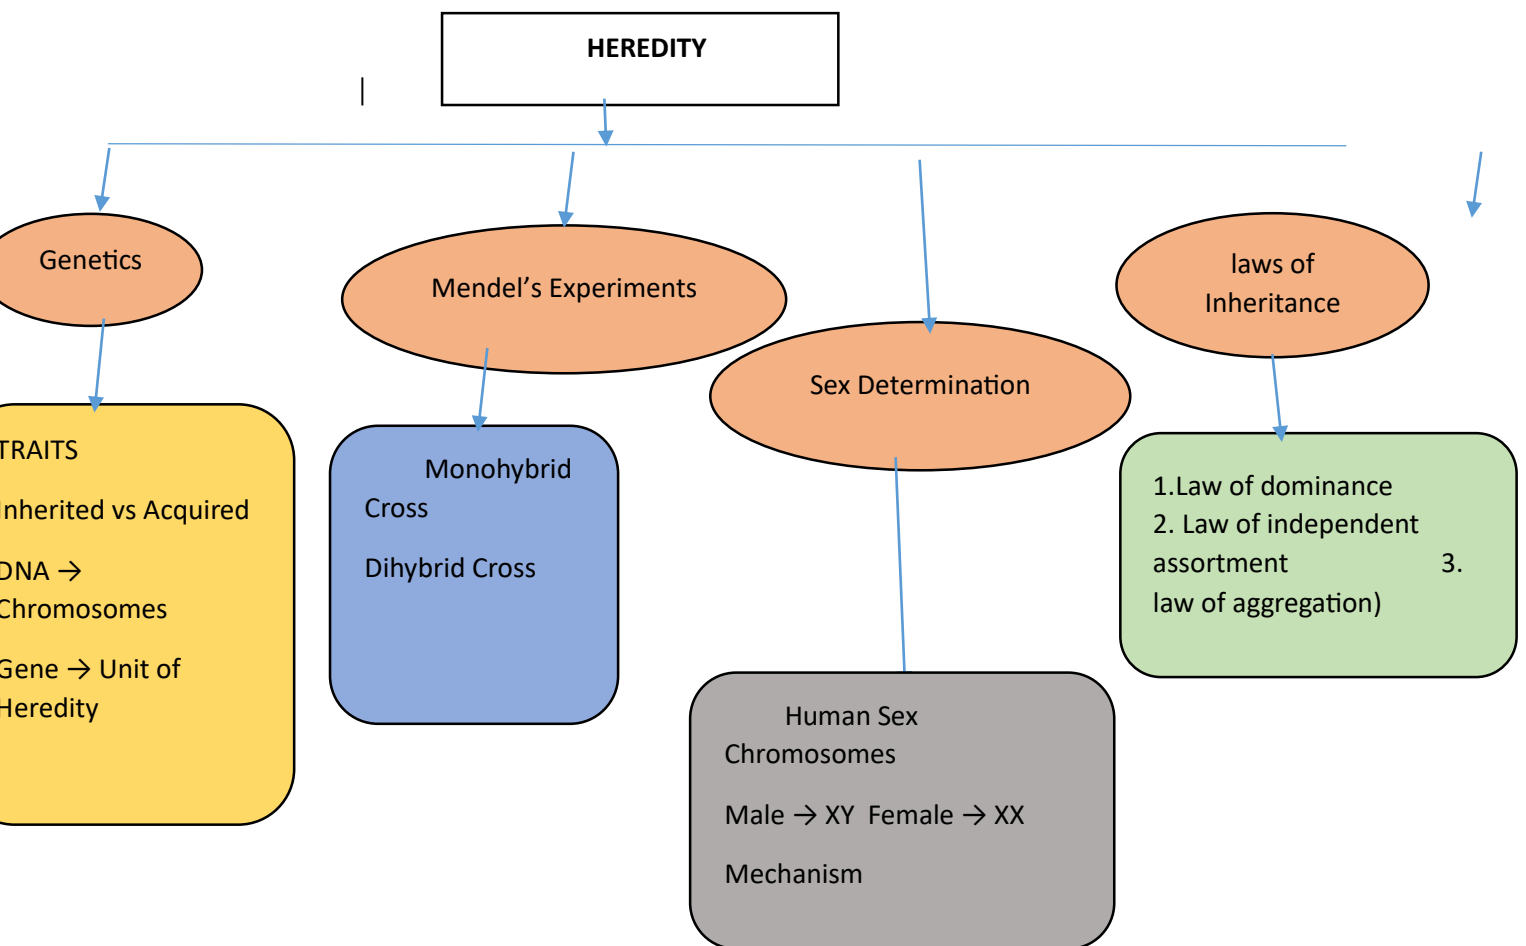 HEREDITY
Genetics
Mendel’s Experiments
Sex Determination
laws of
Inheritance
TRAITS
Inherited vs Acquired
DNA →
Chromosomes
Gene → Unit of
Heredity
Monohybrid
Cross
Dihybrid Cross
Human Sex
Chromosomes
Male → XY  Female → XX
Mechanism
1.Law of dominance
2. Law of independent
assortment 3.
law of aggregation)